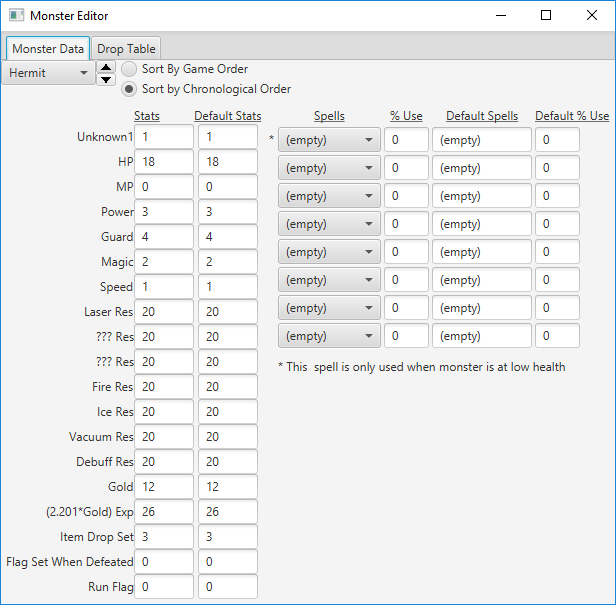 Monster Editor
Monster Data Drop Table
Hermit Sort By Game Order
Sort by Chronological Order
Stats Default Stats Spells % Use Default Spells Default % Use
Unknown1 1 1 * (empty) 0 (empty) 0
HP 18 18 (empty) 0 (empty) 0
MP 0 0 (empty) 0 (empty) 0
Power 3 3 (empty) 0 (empty) 0
Guard 4 4 (empty) 0 (empty) 0
Magic 2 2 (empty) 0 (empty) 0
Speed 1 1 (empty) 0 (empty) 0
Laser Res 20 20 (empty) 0 (empty) 0
??? Res 20 20
??? Res 20 20 * This spell is only used when monster is at low health
Fire Res 20 20
Ice Res 20 20
Vacuum Res 20 20
Debuff Res 20 20
Gold 12 12
(2.201*Gold) Exp 26 26
Item Drop Set 3 3
Flag Set When Defeated 0 0
Run Flag 0 0